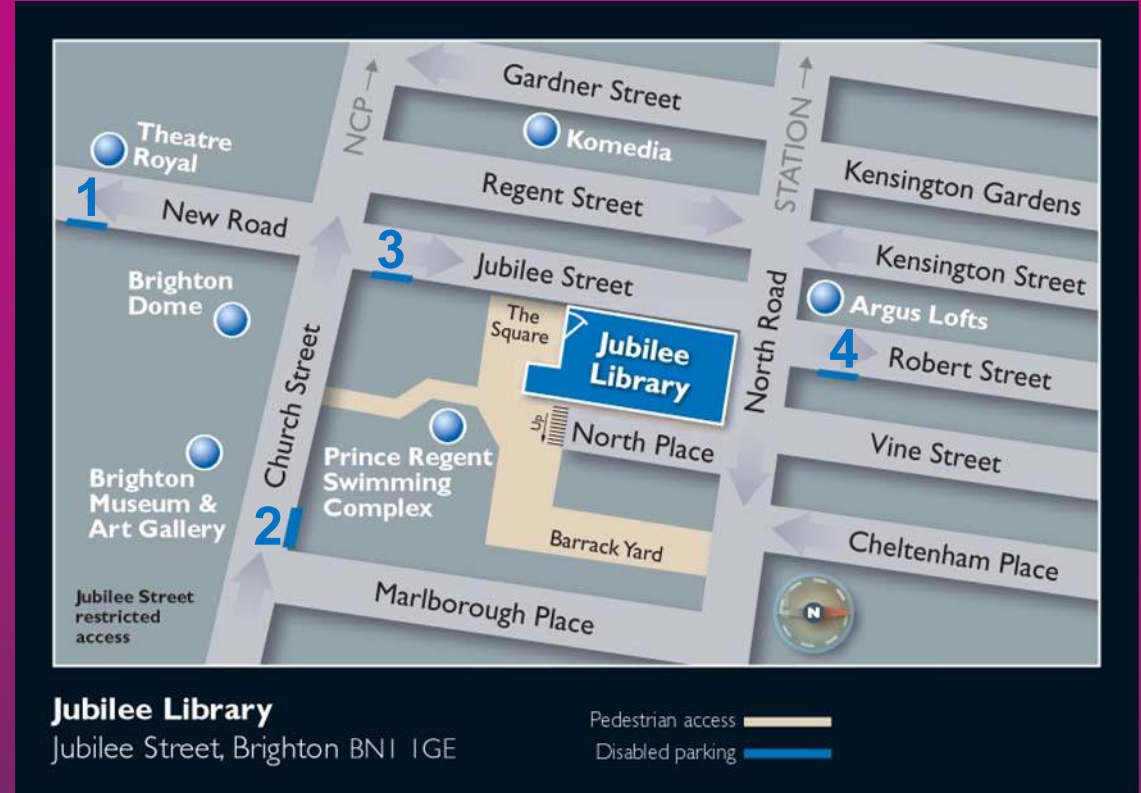 Gardner Street
NCP →
STATION →
Theatre
Royal
Komedia
Kensington Gardens
1
New Road
Regent Street
3
Jubilee Street
Kensington Street
Brighton
Dome
The
Square
Argus Lofts
Jubilee
Library
North Road
4
Robert Street
Church Street
UP
North Place
Vine Street
Prince Regent
Swimming
Complex
Brighton
Museum &
Art Gallery
2
Barrack Yard
Cheltenham Place
Marlborough Place
Jubilee Street
restricted
access
N
Jubilee Library
Jubilee Street, Brighton BN1 1GE
Pedestrian access
Disabled parking